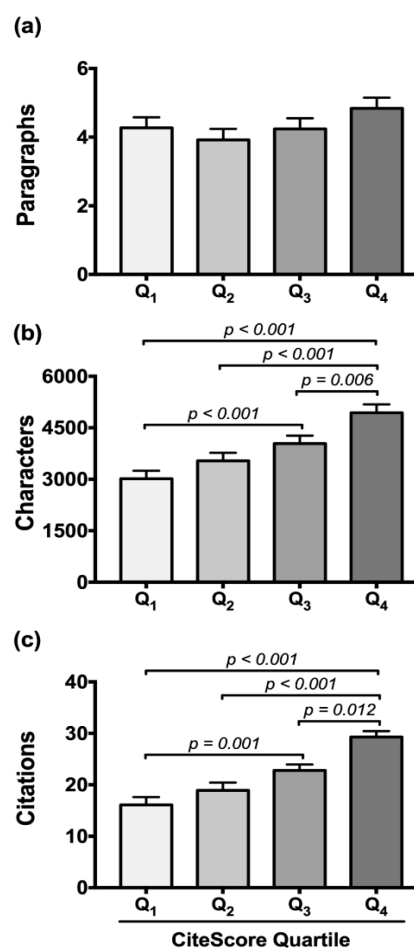 (a)
Paragraphs
6
4
2
0
Q1 Q2 Q3 Q4
(b)
p < 0.001
p < 0.001
p = 0.006
p < 0.001
Characters
6000
4500
3000
1500
0
Q1 Q2 Q3 Q4
(c)
p < 0.001
p < 0.001
p = 0.012
p = 0.001
Citations
40
30
20
10
0
Q1 Q2 Q3 Q4
CiteScore Quartile